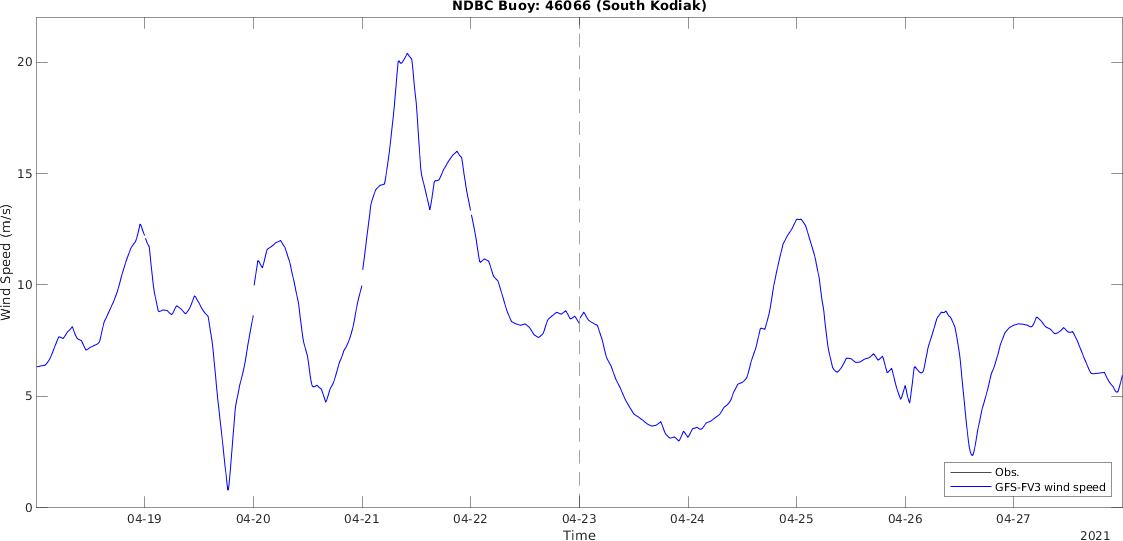 NDBC Buoy: 46066 (South Kodiak)
Wind Speed (m/s)
20
15
10
5
0
Obs.
GFS-FV3 wind speed
04-19 04-20 04-21 04-22 04-23 04-24 04-25 04-26 04-27
Time
2021